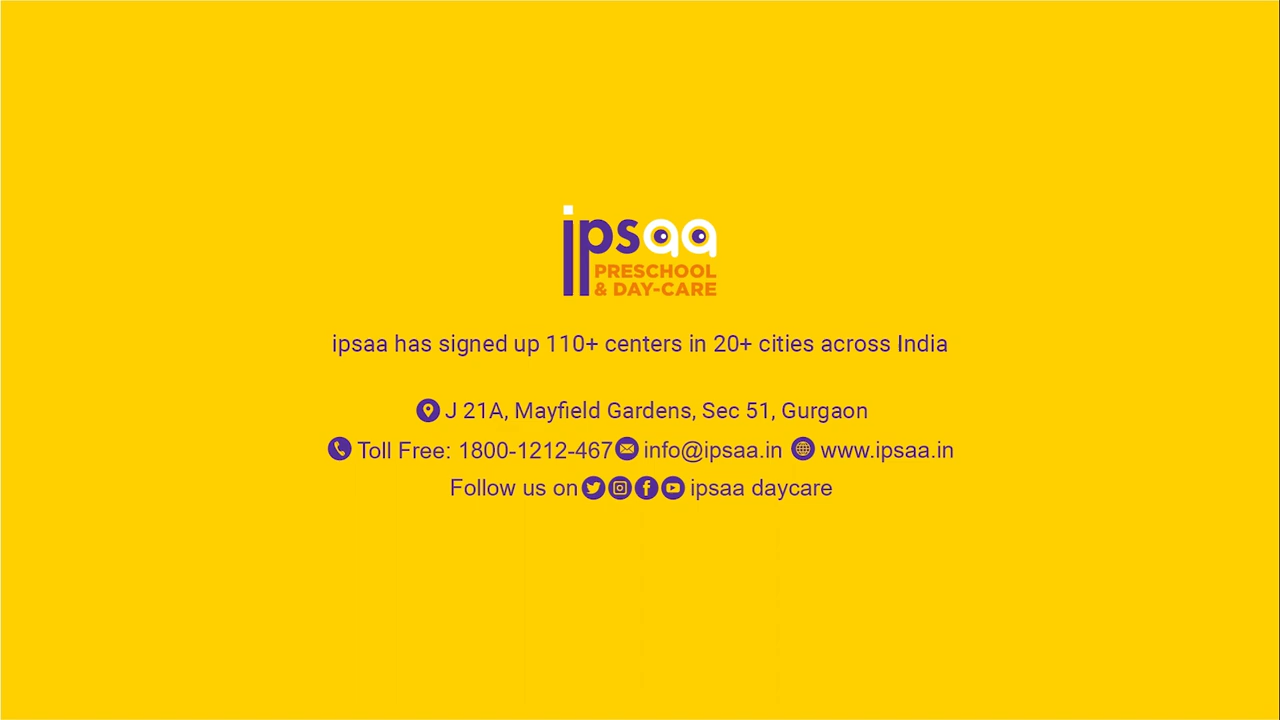 ipsaa
PRESCHOOL
& DAY-CARE
ipsaa has signed up 110+ centers in 20+ cities across India
J 21A, Mayfield Gardens, Sec 51, Gurgaon
Toll Free: 1800-1212-467 info@ipsaa.in www.ipsaa.in
Follow us on ipsaa daycare